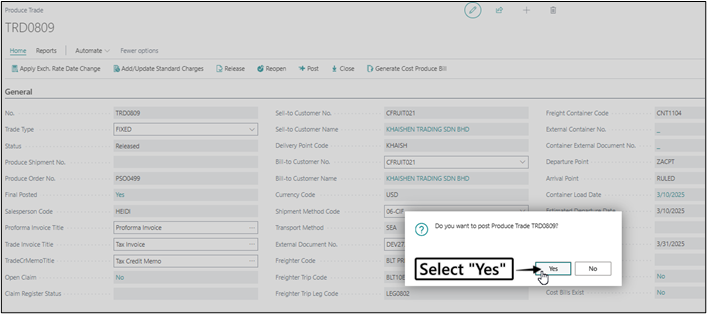 Produce Trade
TRD0809
Home Reports Automate Fewer options
Apply Exch. Rate Date Change Add/Update Standard Charges Release Reopen Post Close Generate Cost Produce Bill
General
No. TRD0809
Trade Type FIXED
Status Released
Produce Shipment No.
Produce Order No. PSO0499
Final Posted Yes
Salesperson Code HEIDI
Proforma Invoice Title Proforma Invoice
Trade Invoice Title Tax Invoice
TradeCrMemoTitle Tax Credit Memo
Open Claim No
Claim Register Status
Sell-to Customer No. CFRUIT021
Sell-to Customer Name KHAISHEN TRADING SDN BHD
Delivery Point Code KHAISH
Bill-to Customer No. CFRUIT021
Bill-to Customer Name KHAISHEN TRADING SDN BHD
Currency Code USD
Shipment Method Code 06-CIF
Transport Method SEA
External Document No. DEV27
Freighter Code BLT PR
Freighter Trip Code BLT10E
Freighter Trip Leg Code LEG0802
Freight Container Code CNT1104
External Container No. _
Container External Document No. _
Departure Point ZACPT
Arrival Point RULED
Container Load Date 3/10/2025
Estimated Departure Date 3/10/2025
3/31/2025
No
Cost Bills Exist No
Do you want to post Produce Trade TRD0809?
Select "Yes"
Yes No